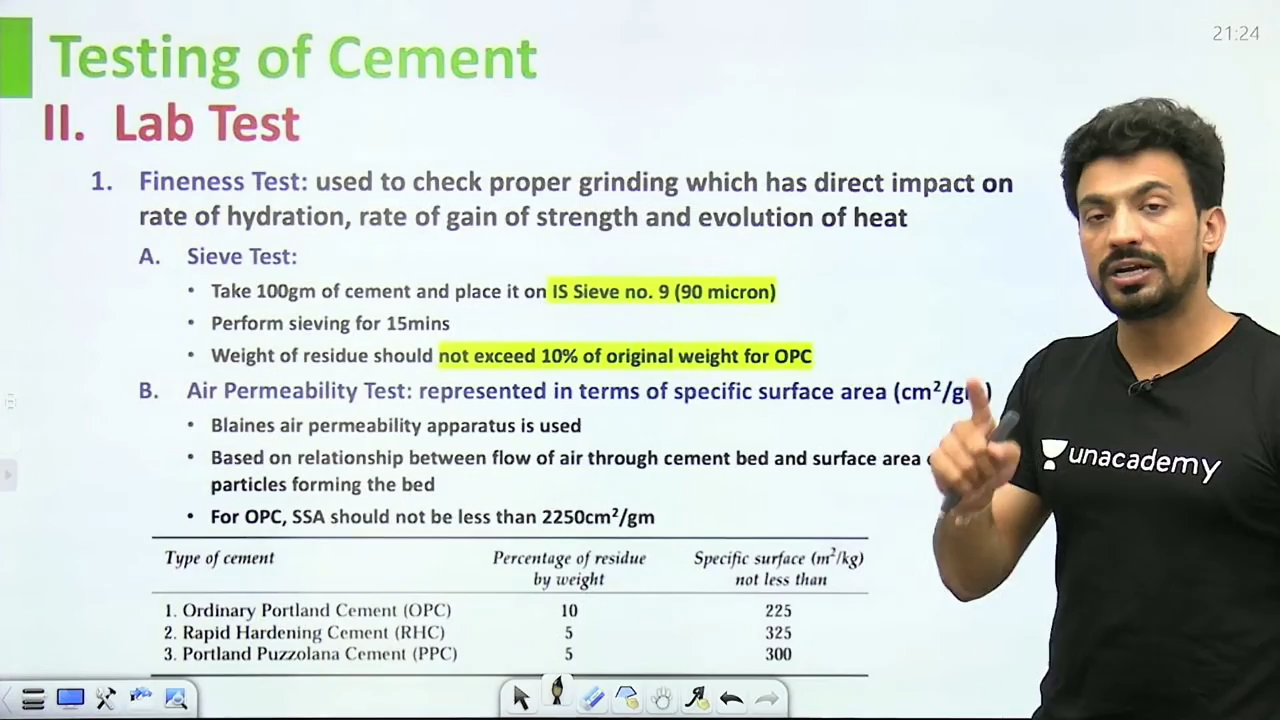 21:24
Testing of Cement
II. Lab Test
1. Fineness Test: used to check proper grinding which has direct impact on
rate of hydration, rate of gain of strength and evolution of heat
A. Sieve Test:
• Take 100gm of cement and place it on IS Sieve no. 9 (90 micron)
• Perform sieving for 15mins
• Weight of residue should not exceed 10% of original weight for OPC
B. Air Permeability Test: represented in terms of specific surface area (cm²/g
• Blaines air permeability apparatus is used
• Based on relationship between flow of air through cement bed and surface area
particles forming the bed
• For OPC, SSA should not be less than 2250cm²/gm
Type of cement Percentage of residue Specific surface (m²/kg)
by weight not less than
1. Ordinary Portland Cement (OPC) 10 225
2. Rapid Hardening Cement (RHC) 5 325
3. Portland Puzzolana Cement (PPC) 5 300
unacademy